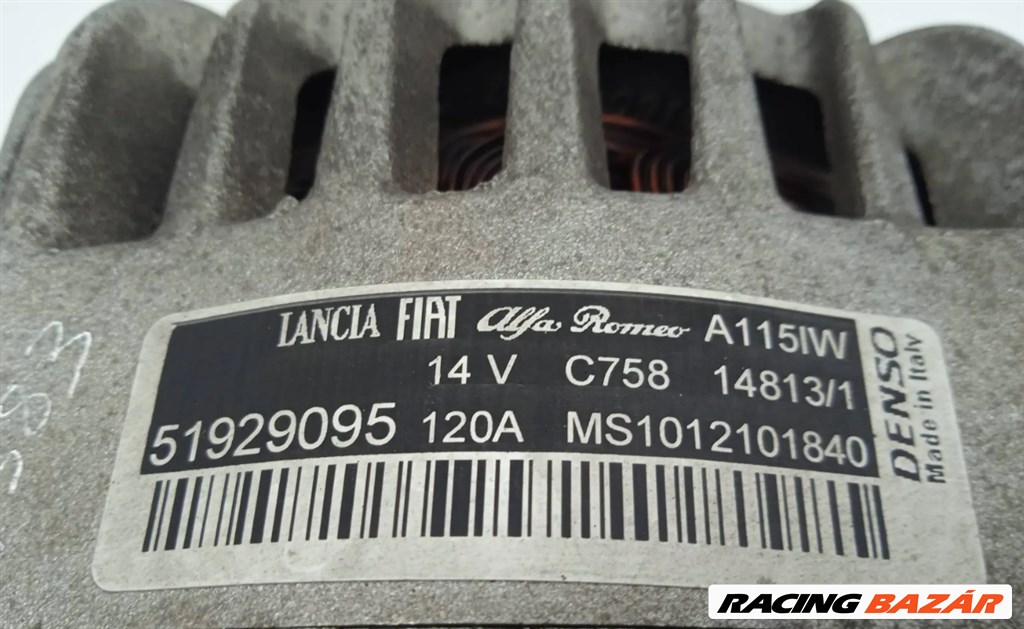 LANCIA FIAT Alfa Romeo A115IW
14 V C758 14813/1
51929095 120A MS1012101840
DENSO
Made in Italy
RACING BAZÁR